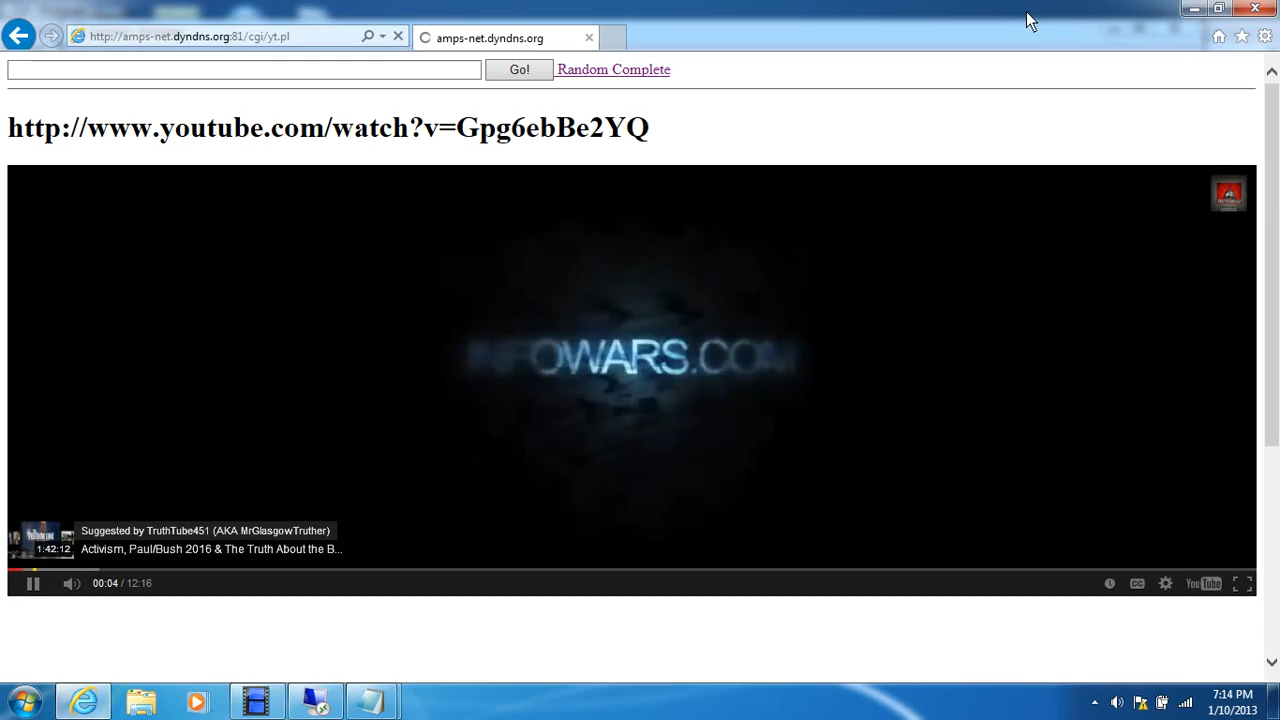 http://amps-net.dyndns.org:81/cgi/yt.pl
amps-net.dyndns.org
Go!
Random Complete
http://www.youtube.com/watch?v=Gpg6ebBe2YQ
INFOWARS.COM
Suggested by TruthTube451 (AKA MrGlasgowTruther)
1:42:12
Activism, Paul/Bush 2016 & The Truth About the B...
00:04 / 12:16
CC
YouTube
7:14 PM
1/10/2013